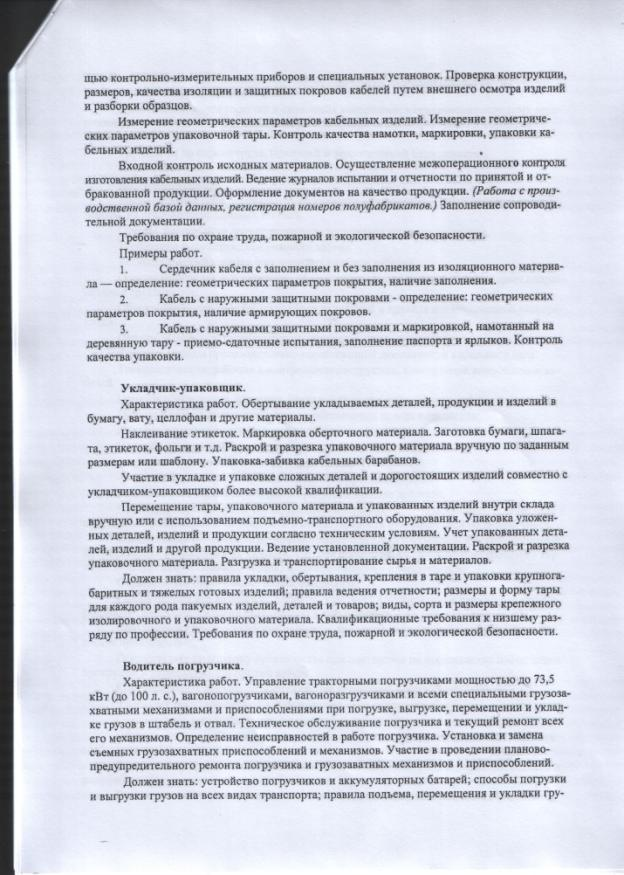 щью контрольно-измерительных приборов и специальных установок. Проверка конструкции,
размеров, качества изоляции и защитных покровов кабелей путем внешнего осмотра изделий
и разборки образцов.
Измерение геометрических параметров кабельных изделий. Измерение геометриче-
ских параметров упаковочной тары. Контроль качества намотки, маркировки, упаковки ка-
бельных изделий.
Входной контроль исходных материалов. Осуществление межоперационного контроля
изготовления кабельных изделий. Ведение журналов испытании и отчетности по принятой и от-
бракованной продукции. Оформление документов на качество продукции. (Работа с произ-
водственной базой данных, регистрация номеров полуфабрикатов.) Заполнение сопроводи-
тельной документации.
Требования по охране труда, пожарной и экологической безопасности.
Примеры работ.
1. Сердечник кабеля с заполнением и без заполнения из изоляционного материа-
ла — определение: геометрических параметров покрытия, наличие заполнения.
2. Кабель с наружными защитными покровами - определение: геометрических
параметров покрытия, наличие армирующих покровов.
3. Кабель с наружными защитными покровами и маркировкой, намотанный на
деревянную тару - приемо-сдаточные испытания, заполнение паспорта и ярлыков. Контроль
качества упаковки.
Укладчик-упаковщик.
Характеристика работ. Обертывание укладываемых деталей, продукции и изделий в
бумагу, вату, целлофан и другие материалы.
Наклеивание этикеток. Маркировка оберточного материала. Заготовка бумаги, шпага-
та, этикеток, фольги и т.д. Раскрой и разрезка упаковочного материала вручную по заданным
размерам или шаблону. Упаковка-забивка кабельных барабанов.
Участие в укладке и упаковке сложных деталей и дорогостоящих изделий совместно с
укладчиком-упаковщиком более высокой квалификации.
Перемещение тары, упаковочного материала и упакованных изделий внутри склада
вручную или с использованием подъемно-транспортного оборудования. Упаковка уложен-
ных деталей, изделий и продукции согласно техническим условиям. Учет упакованных дета-
лей, изделий и другой продукции. Ведение установленной документации. Раскрой и разрезка
упаковочного материала. Разгрузка и транспортирование сырья и материалов.
Должен знать: правила укладки, обертывания, крепления в таре и упаковки крупнога-
баритных и тяжелых готовых изделий; правила ведения отчетности; размеры и форму тары
для каждого рода пакуемых изделий, деталей и товаров; виды, сорта и размеры крепежного
изолировочного и упаковочного материала. Квалификационные требования к низшему раз-
ряду по профессии. Требования по охране труда, пожарной и экологической безопасности.
Водитель погрузчика.
Характеристика работ. Управление тракторными погрузчиками мощностью до 73,5
кВт (до 100 л. с.), вагонопогрузчиками, вагоноразгрузчиками и всеми специальными грузоза-
хватными механизмами и приспособлениями при погрузке, выгрузке, перемещении и уклад-
ке грузов в штабель и отвал. Техническое обслуживание погрузчика и текущий ремонт всех
его механизмов. Определение неисправностей в работе погрузчика. Установка и замена
съемных грузозахватных приспособлений и механизмов. Участие в проведении планово-
предупредительного ремонта погрузчика и грузозаватных механизмов и приспособлений.
Должен знать: устройство погрузчиков и аккумуляторных батарей; способы погрузки
и выгрузки грузов на всех видах транспорта; правила подъема, перемещения и укладки гру-